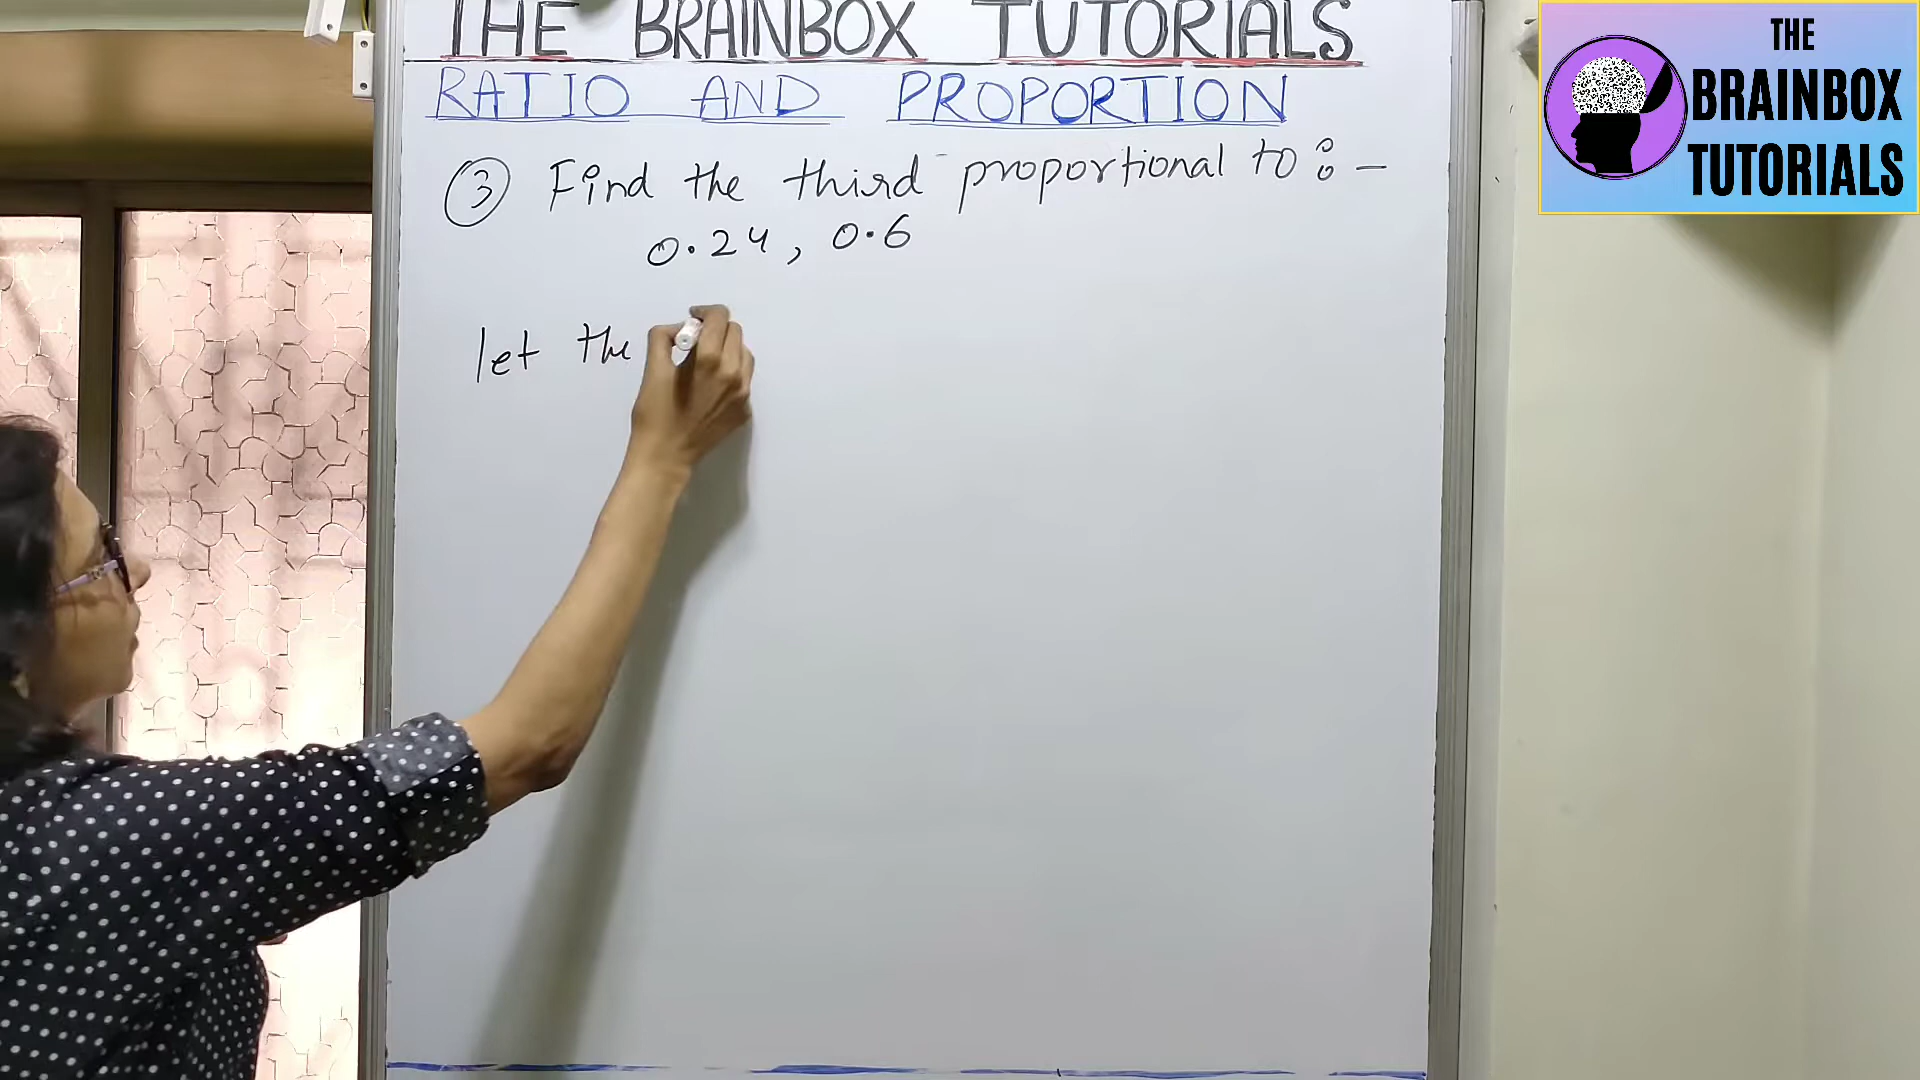 THE BRAINBOX TUTORIALS
RATIO AND PROPORTION
③ Find the third proportional to :-
0.24, 0.6
let the
THE
BRAINBOX
TUTORIALS